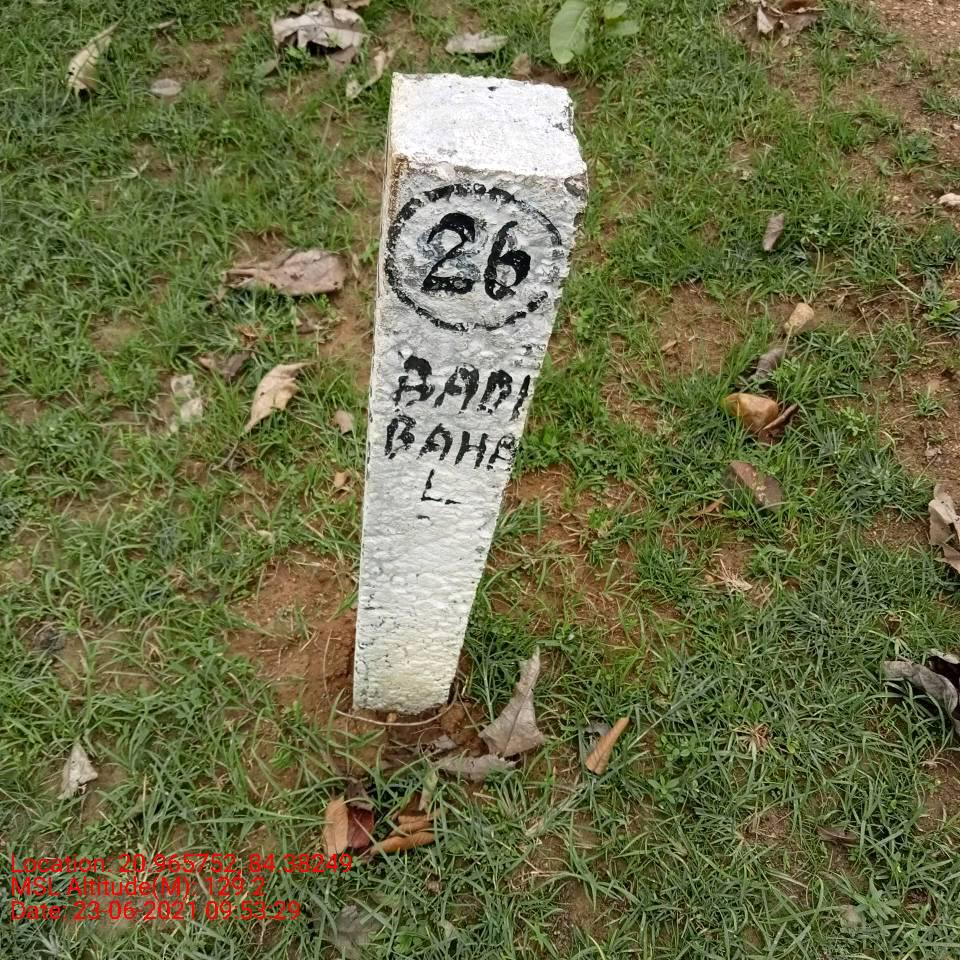 26
BADI
BAHA
L
Location: 20.965752, 84.38249
MSL Altitude(M): 129.2
Date: 23-06-2021 09:53:29